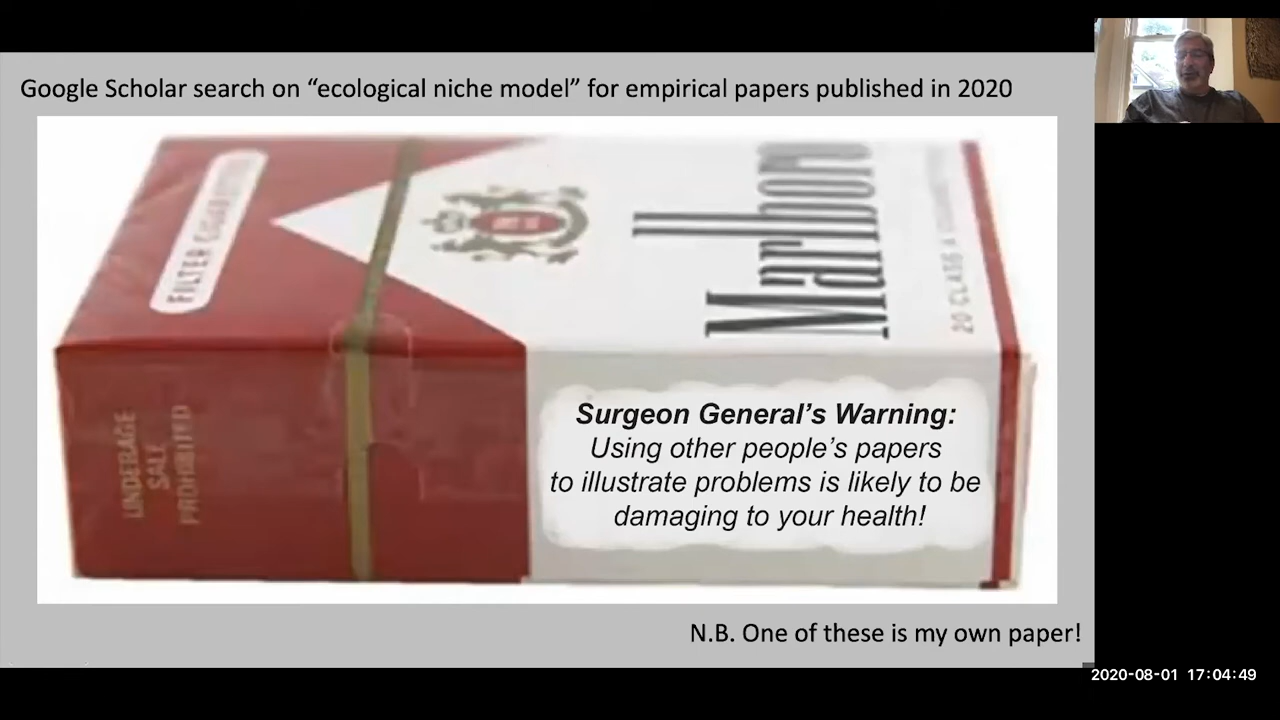 Google Scholar search on “ecological niche model” for empirical papers published in 2020
FILTER CIGARETTES
Marlboro
20 CLASS A CIGARETTES
UNDERAGE
SALE
PROHIBITED
Surgeon General’s Warning:
Using other people’s papers
to illustrate problems is likely to be
damaging to your health!
N.B. One of these is my own paper!
2020-08-01 17:04:49